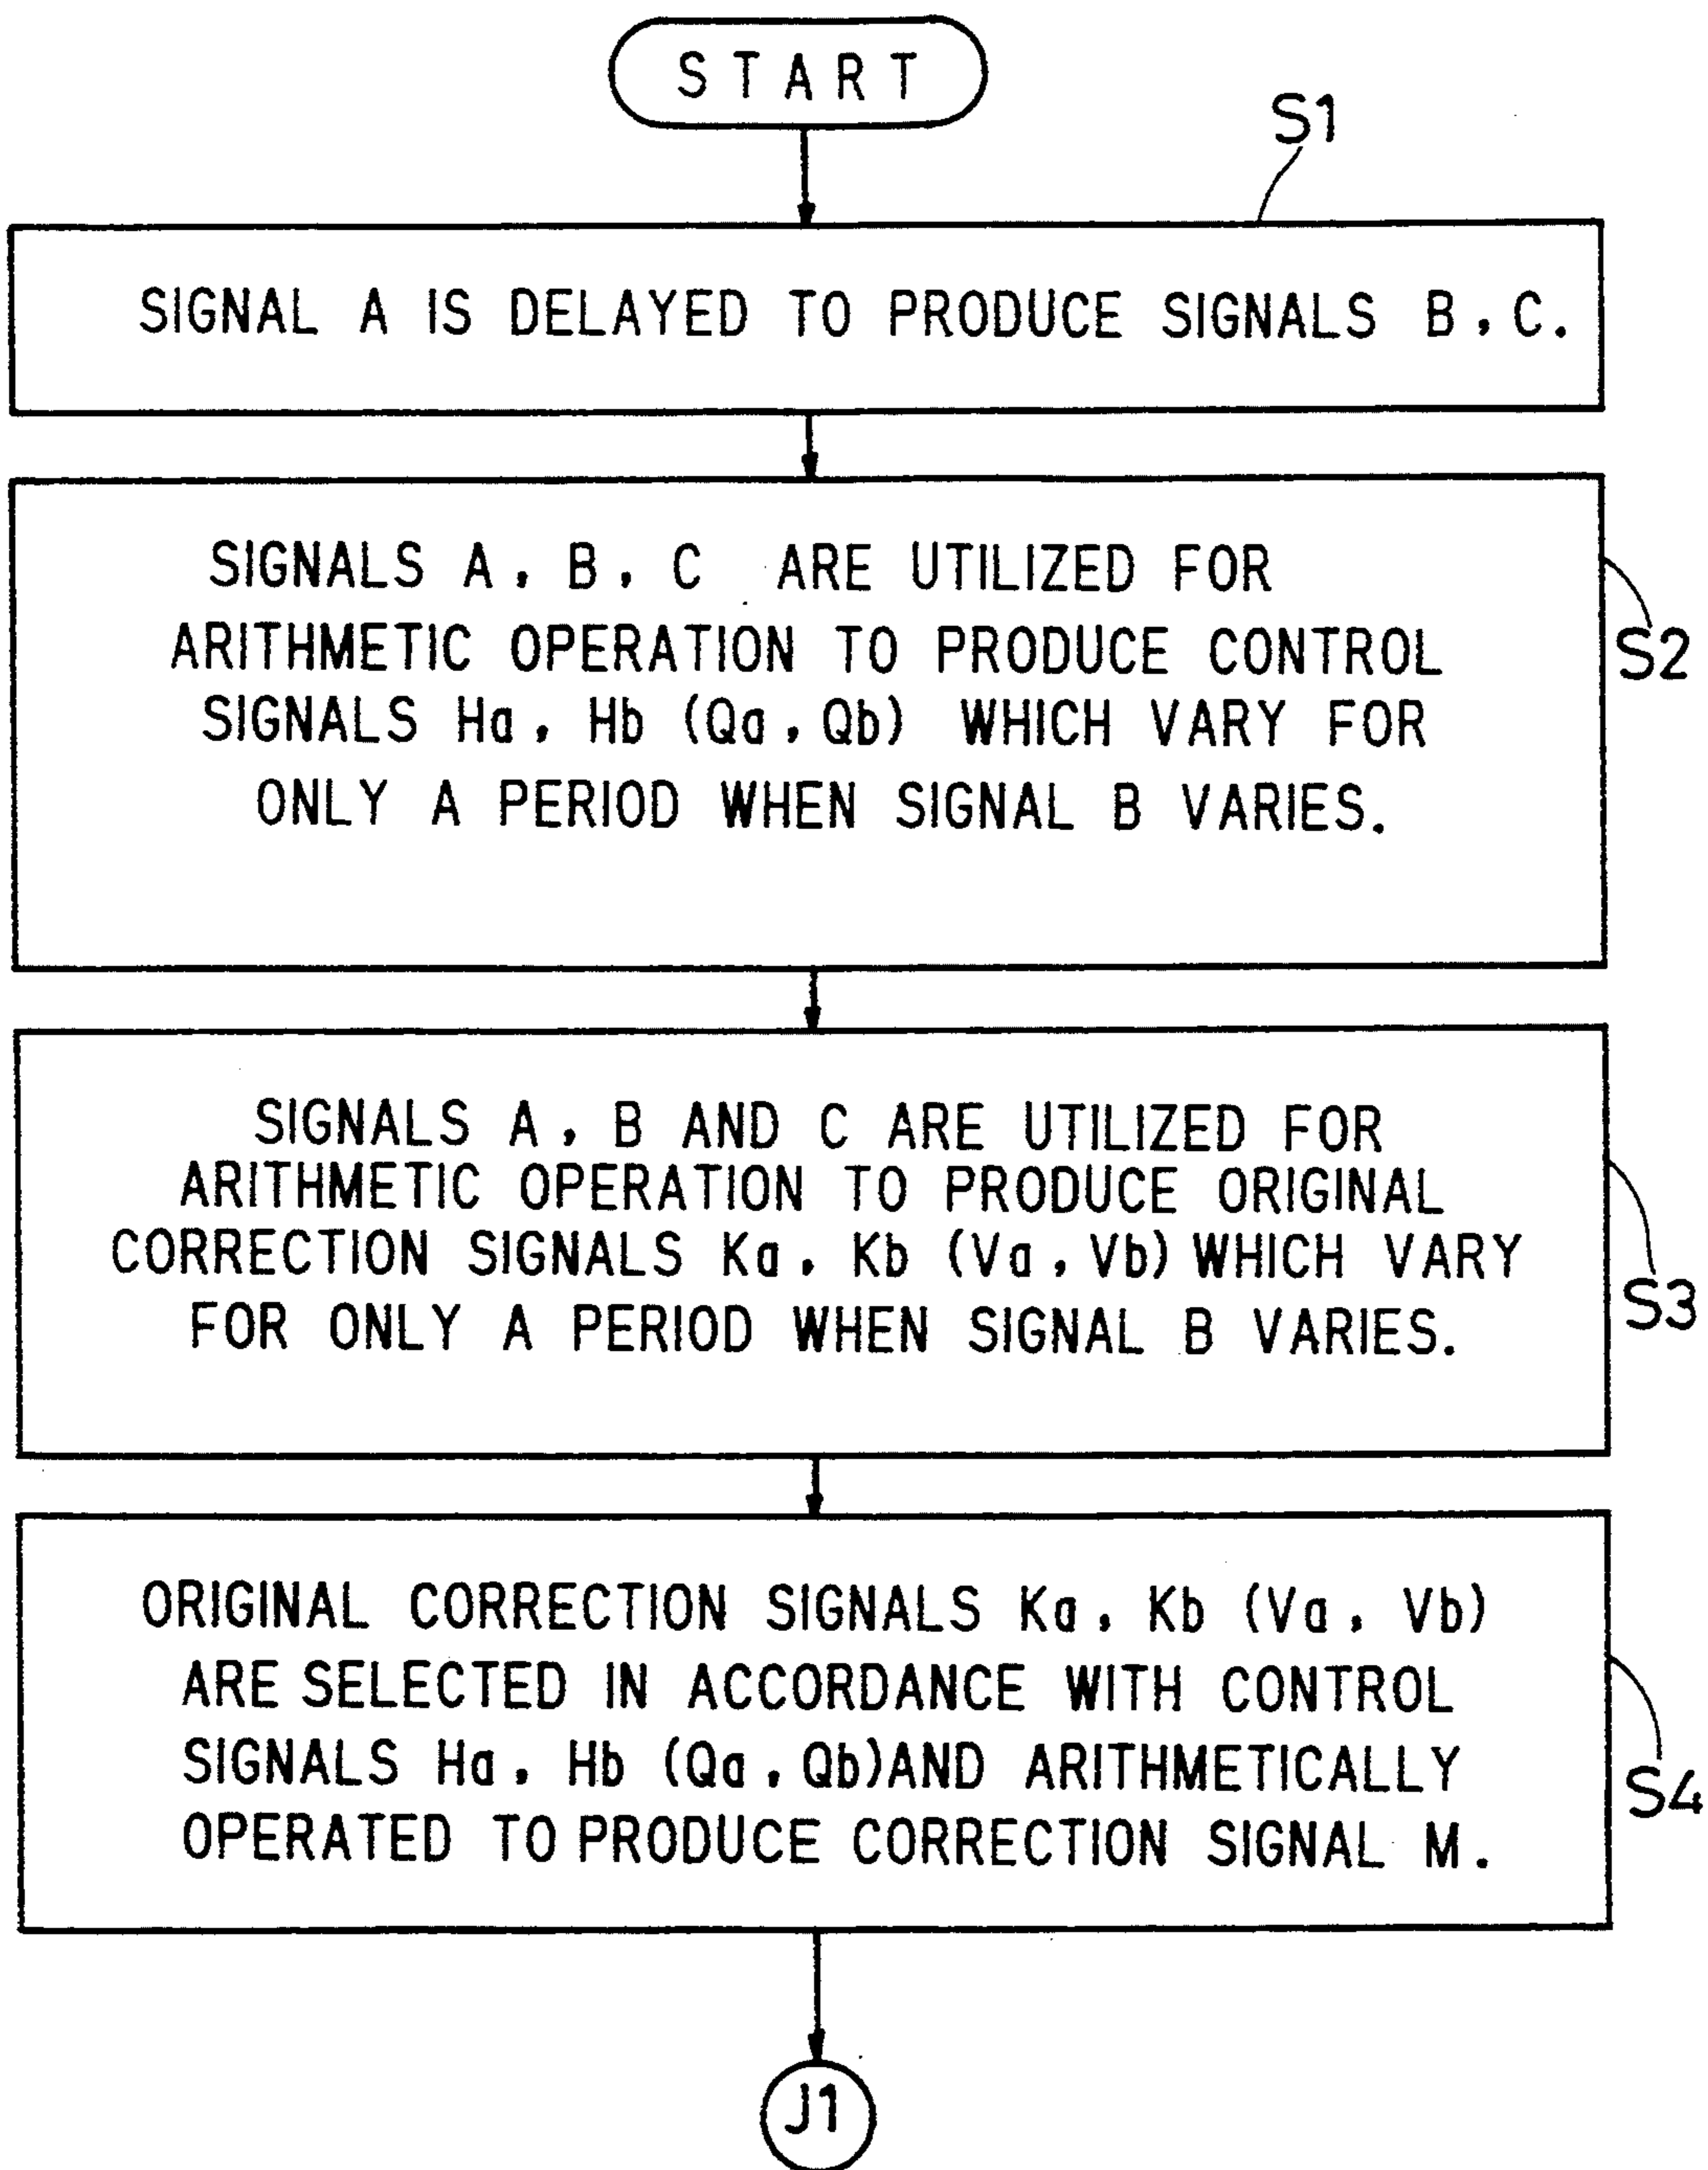 START
S1
SIGNAL A IS DELAYED TO PRODUCE SIGNALS B, C.
SIGNALS A, B, C ARE UTILIZED FOR
ARITHMETIC OPERATION TO PRODUCE CONTROL
SIGNALS Ha, Hb (Qa, Qb) WHICH VARY FOR
ONLY A PERIOD WHEN SIGNAL B VARIES.
S2
SIGNALS A, B AND C ARE UTILIZED FOR
ARITHMETIC OPERATION TO PRODUCE ORIGINAL
CORRECTION SIGNALS Ka, Kb (Va, Vb) WHICH VARY
FOR ONLY A PERIOD WHEN SIGNAL B VARIES.
S3
ORIGINAL CORRECTION SIGNALS Ka, Kb (Va, Vb)
ARE SELECTED IN ACCORDANCE WITH CONTROL
SIGNALS Ha, Hb (Qa, Qb) AND ARITHMETICALLY
OPERATED TO PRODUCE CORRECTION SIGNAL M.
S4
J1